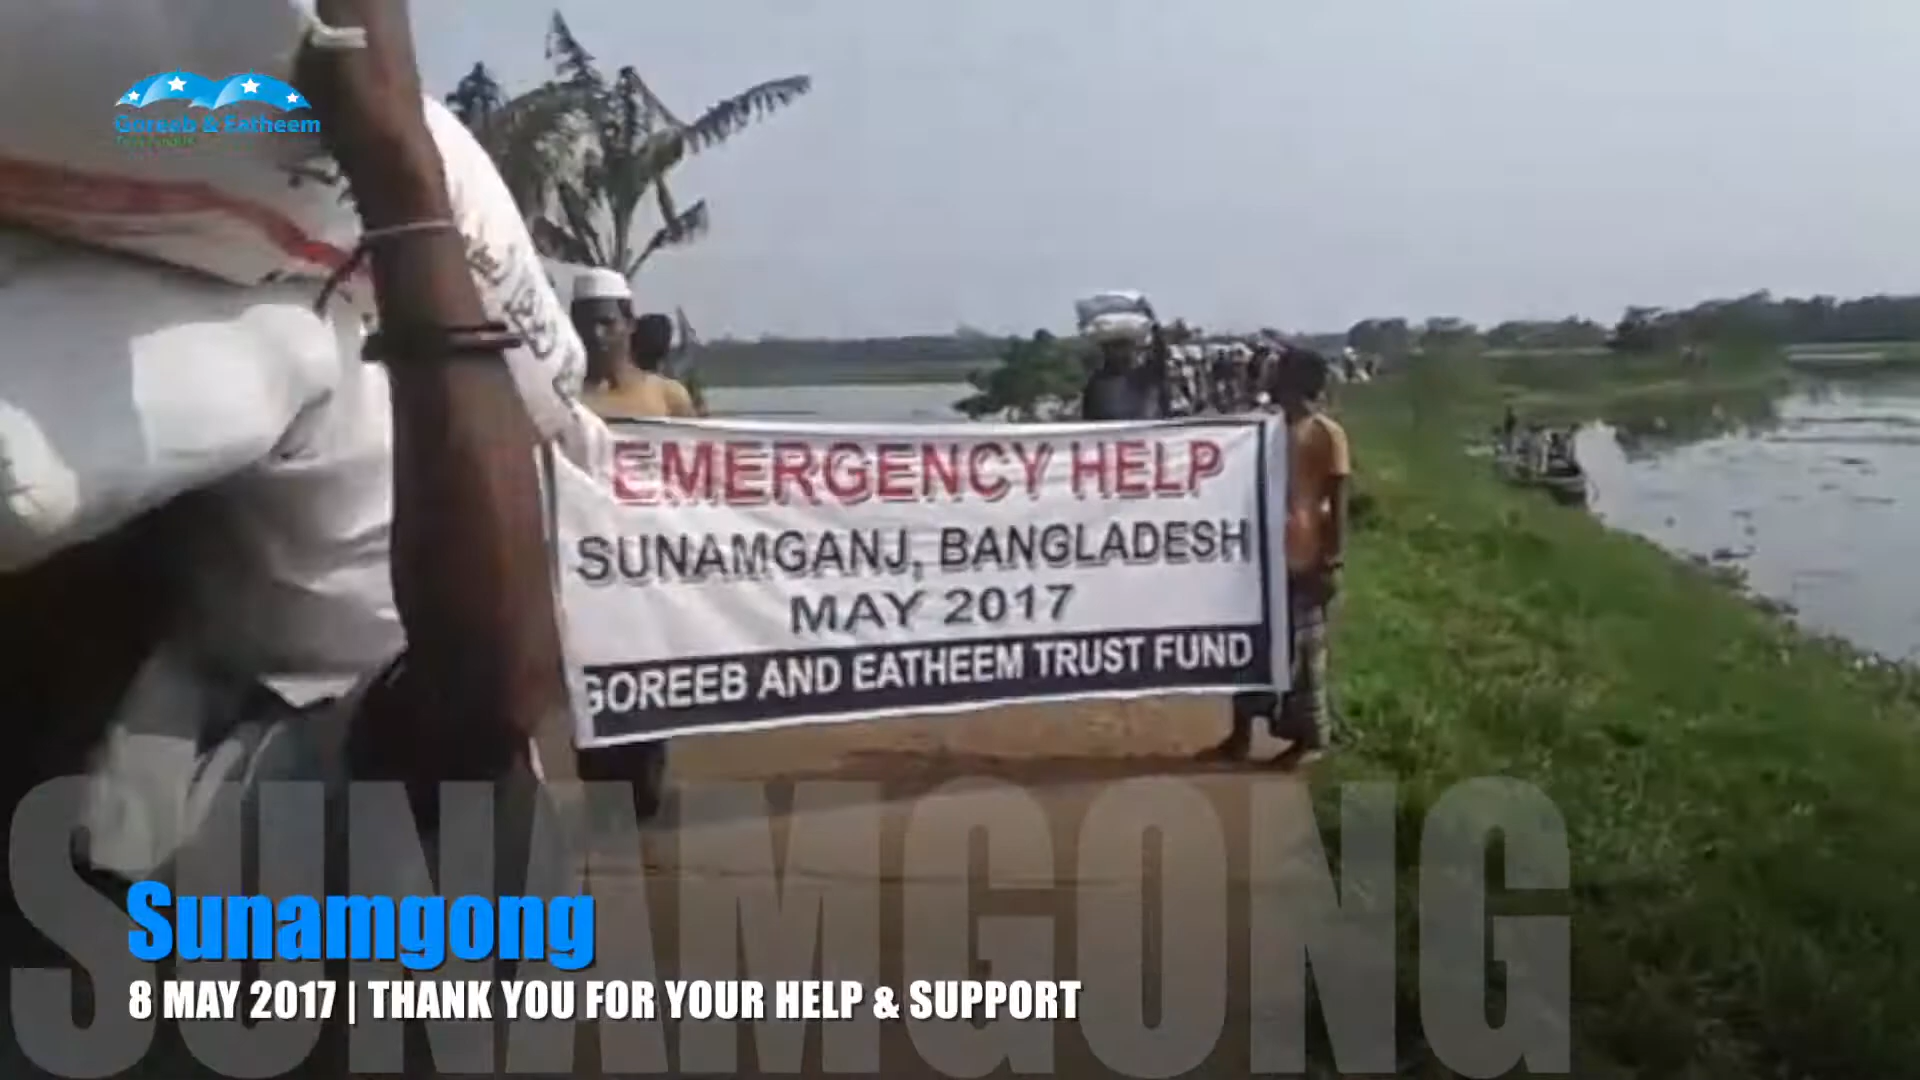 Goreeb & Eatheem
EMERGENCY HELP
SUNAMGANJ, BANGLADESH
MAY 2017
GOREEB AND EATHEEM TRUST FUND
SUNAMGONG
Sunamgong
8 MAY 2017 | THANK YOU FOR YOUR HELP & SUPPORT